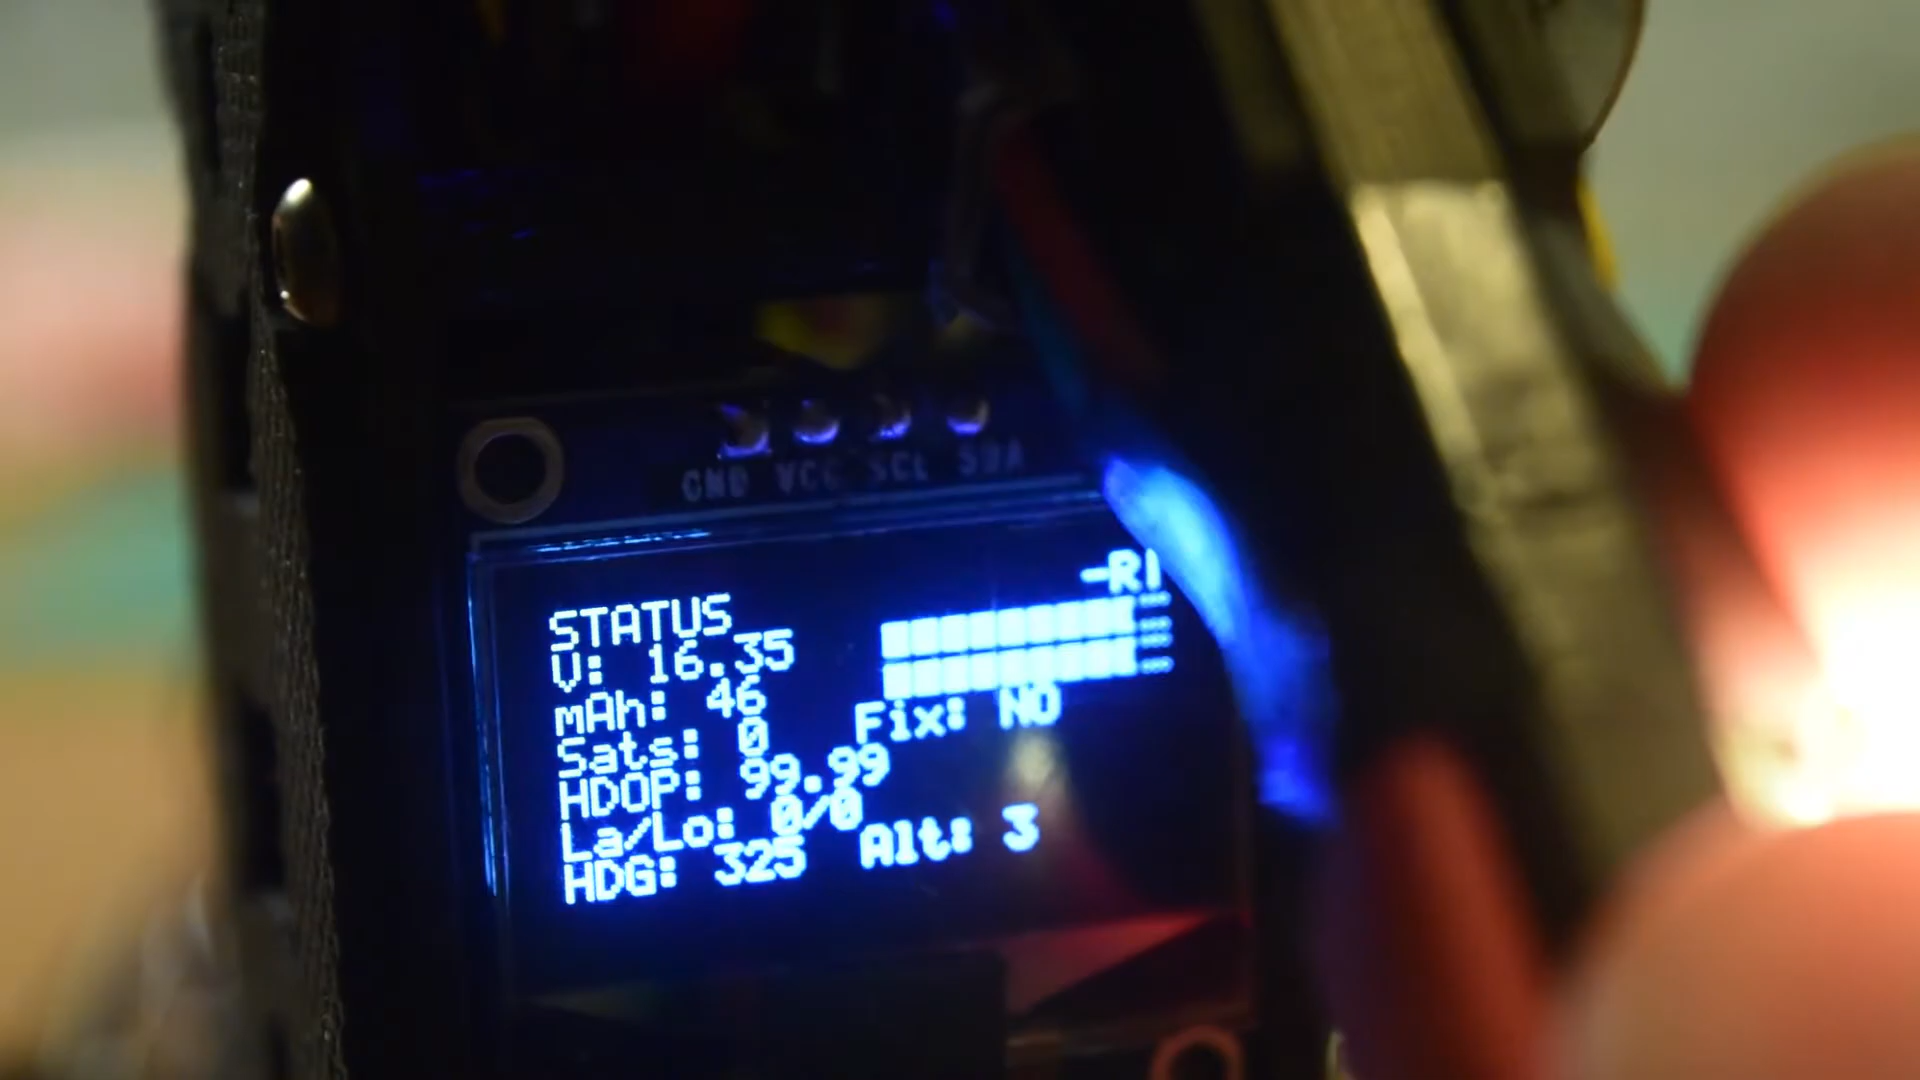 GND VCC SCL SDA
-RI
STATUS
V: 16.35
mAh: 46
Sats: 0 Fix: NO
HDOP: 99.99
La/Lo: 0/0
HDG: 325 Alt: 3